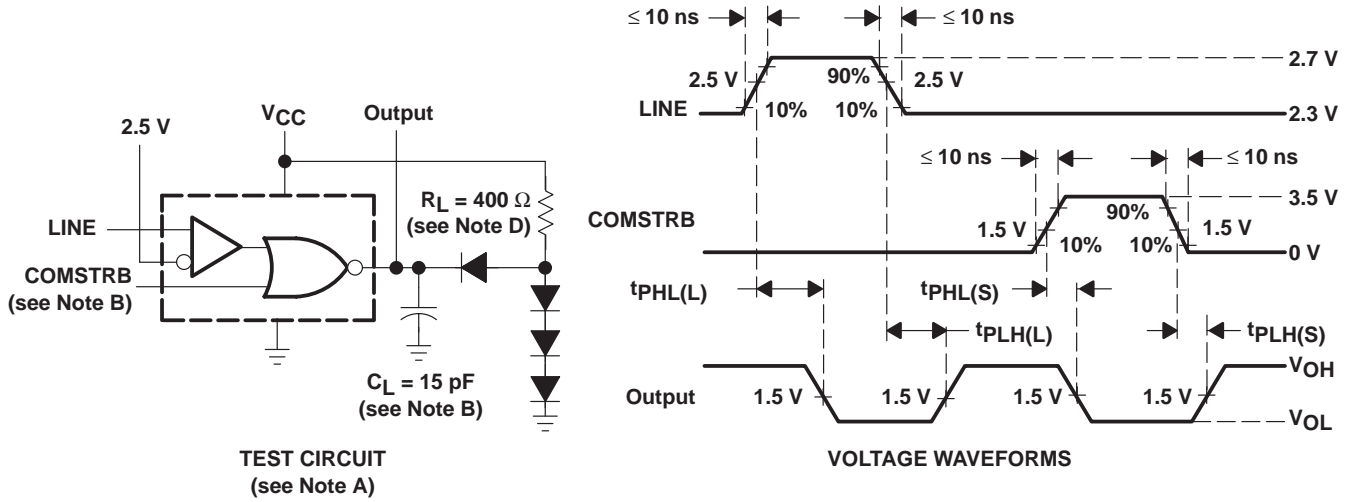 2.5 V
VCC
Output
RL = 400 Ω
(see Note D)
LINE
COMSTRB
(see Note B)
CL = 15 pF
(see Note B)
TEST CIRCUIT
(see Note A)
≤ 10 ns
≤ 10 ns
2.7 V
2.5 V
90%
2.5 V
LINE
10%
10%
2.3 V
≤ 10 ns
≤ 10 ns
3.5 V
COMSTRB
90%
1.5 V
1.5 V
10%
10%
0 V
tPHL(L)
tPHL(S)
tPLH(L)
tPLH(S)
VOH
Output
1.5 V
1.5 V
1.5 V
1.5 V
VOL
VOLTAGE WAVEFORMS